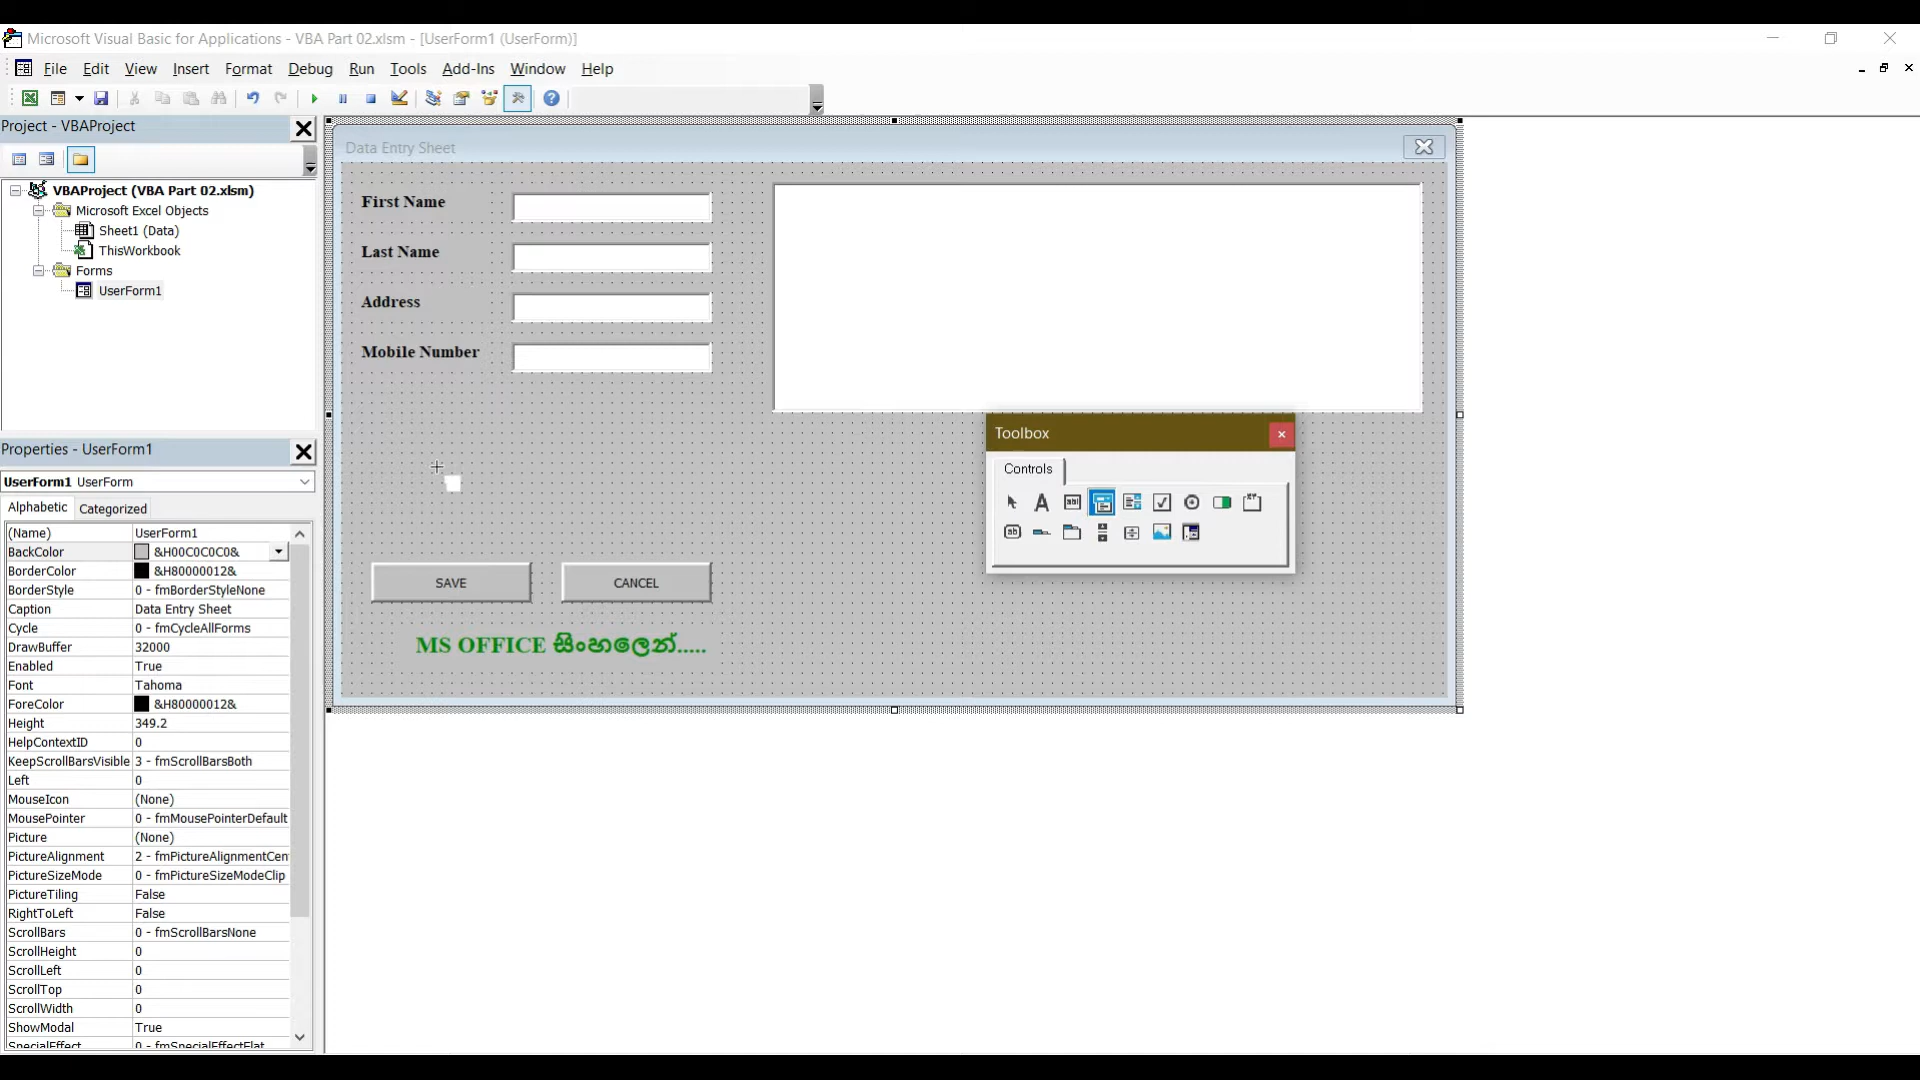 Microsoft Visual Basic for Applications - VBA Part 02.xlsm - [UserForm1 (UserForm)]
File Edit View Insert Format Debug Run Tools Add-Ins Window Help
Project - VBAProject
VBAProject (VBA Part 02.xlsm)
Microsoft Excel Objects
Sheet1 (Data)
ThisWorkbook
Forms
UserForm1
Properties - UserForm1
UserForm1 UserForm
Alphabetic Categorized
(Name) UserForm1
BackColor &H00C0C0C0&
BorderColor &H80000012&
BorderStyle 0 - fmBorderStyleNone
Caption Data Entry Sheet
Cycle 0 - fmCycleAllForms
DrawBuffer 32000
Enabled True
Font Tahoma
ForeColor &H80000012&
Height 349.2
HelpContextID 0
KeepScrollBarsVisible 3 - fmScrollBarsBoth
Left 0
MouseIcon (None)
MousePointer 0 - fmMousePointerDefault
Picture (None)
PictureAlignment 2 - fmPictureAlignmentCen
PictureSizeMode 0 - fmPictureSizeModeClip
PictureTiling False
RightToLeft False
ScrollBars 0 - fmScrollBarsNone
ScrollHeight 0
ScrollLeft 0
ScrollTop 0
ScrollWidth 0
ShowModal True
SpecialEffect 0 - fmSpecialEffectFlat
Data Entry Sheet
First Name
Last Name
Address
Mobile Number
SAVE CANCEL
MS OFFICE සිංහලෙන්.....
Toolbox
Controls